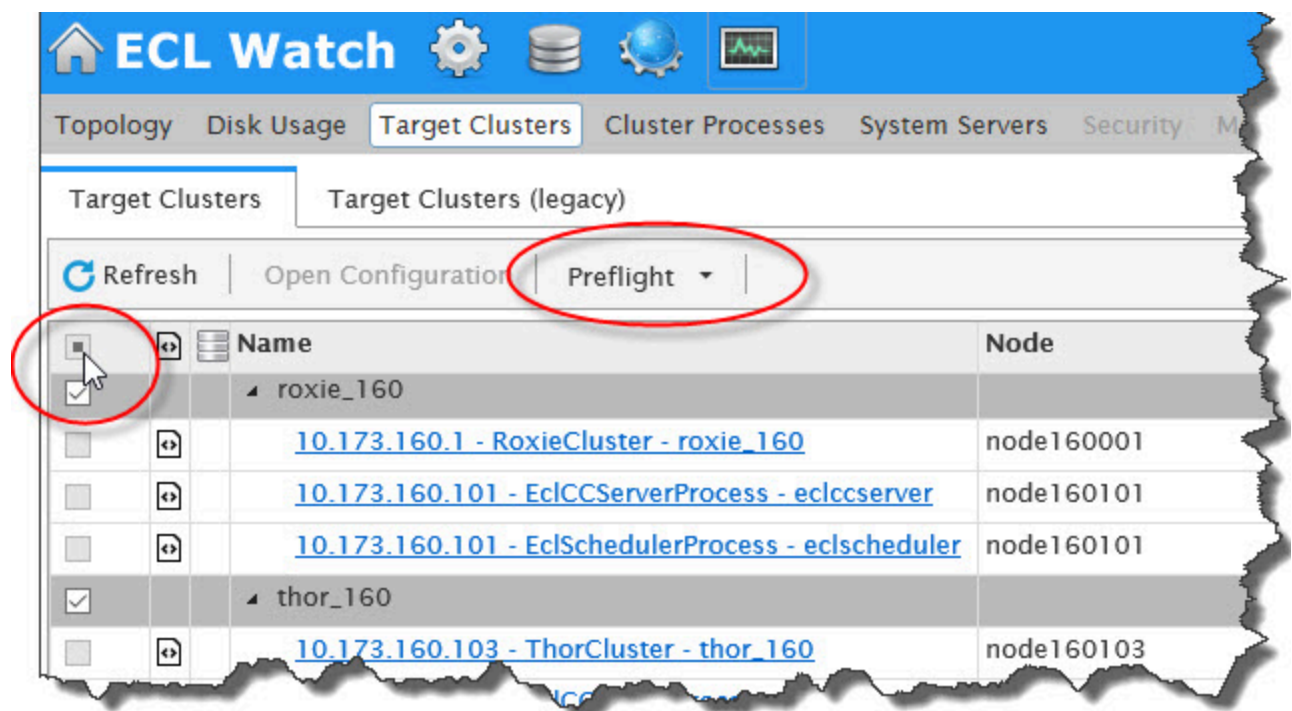 ECL Watch
Topology Disk Usage Target Clusters Cluster Processes System Servers Security
Target Clusters Target Clusters (legacy)
Refresh Open Configuration Preflight
Name Node
roxie_160
10.173.160.1 - RoxieCluster - roxie_160 node160001
10.173.160.101 - EclCCServerProcess - eclccserver node160101
10.173.160.101 - EclSchedulerProcess - eclscheduler node160101
thor_160
10.173.160.103 - ThorCluster - thor_160 node160103